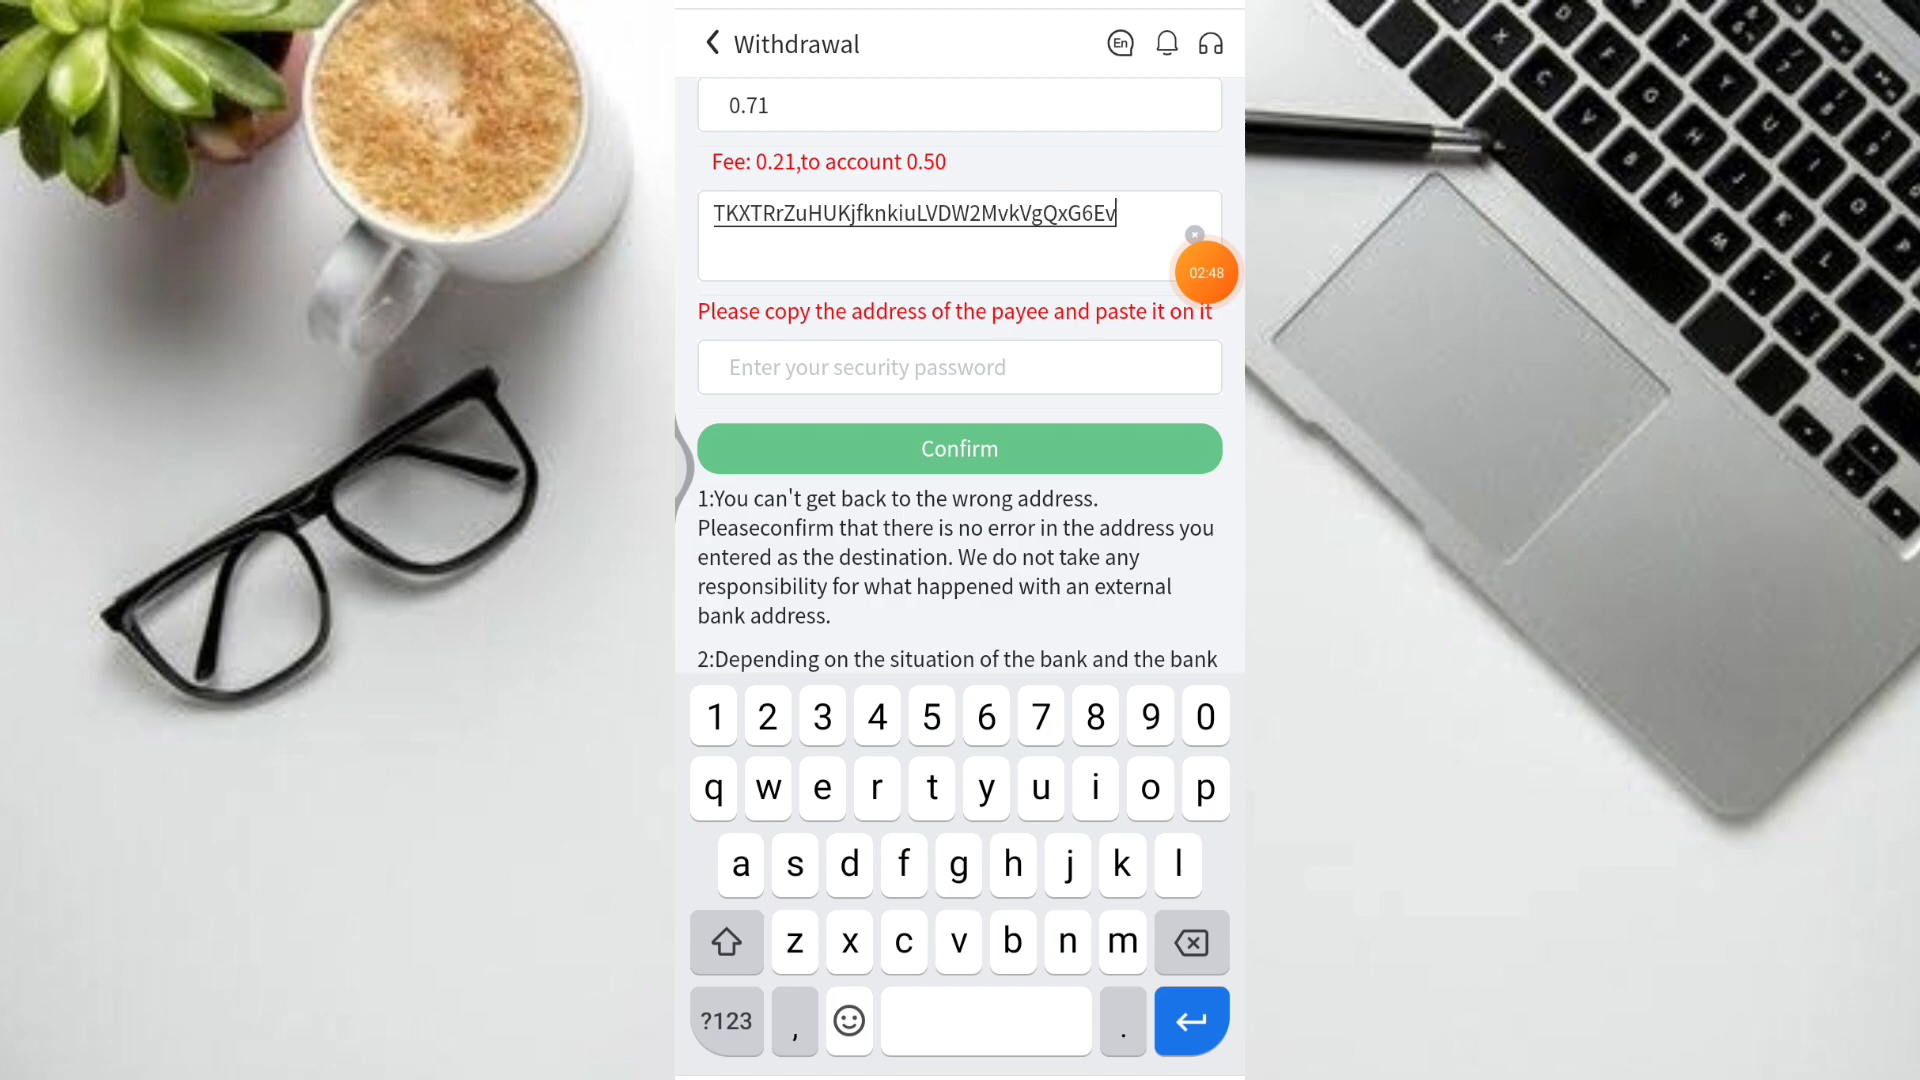 Withdrawal
En
0.71
Fee: 0.21,to account 0.50
TKXTRrZuHUKjfknkiuLVDW2MvkVgQxG6Ev
02:48
Please copy the address of the payee and paste it on it
Enter your security password
Confirm
1:You can't get back to the wrong address.
Pleaseconfirm that there is no error in the address you
entered as the destination. We do not take any
responsibility for what happened with an external
bank address.
2:Depending on the situation of the bank and the bank
1 2 3 4 5 6 7 8 9 0
q w e r t y u i o p
a s d f g h j k l
z x c v b n m
?123 , .